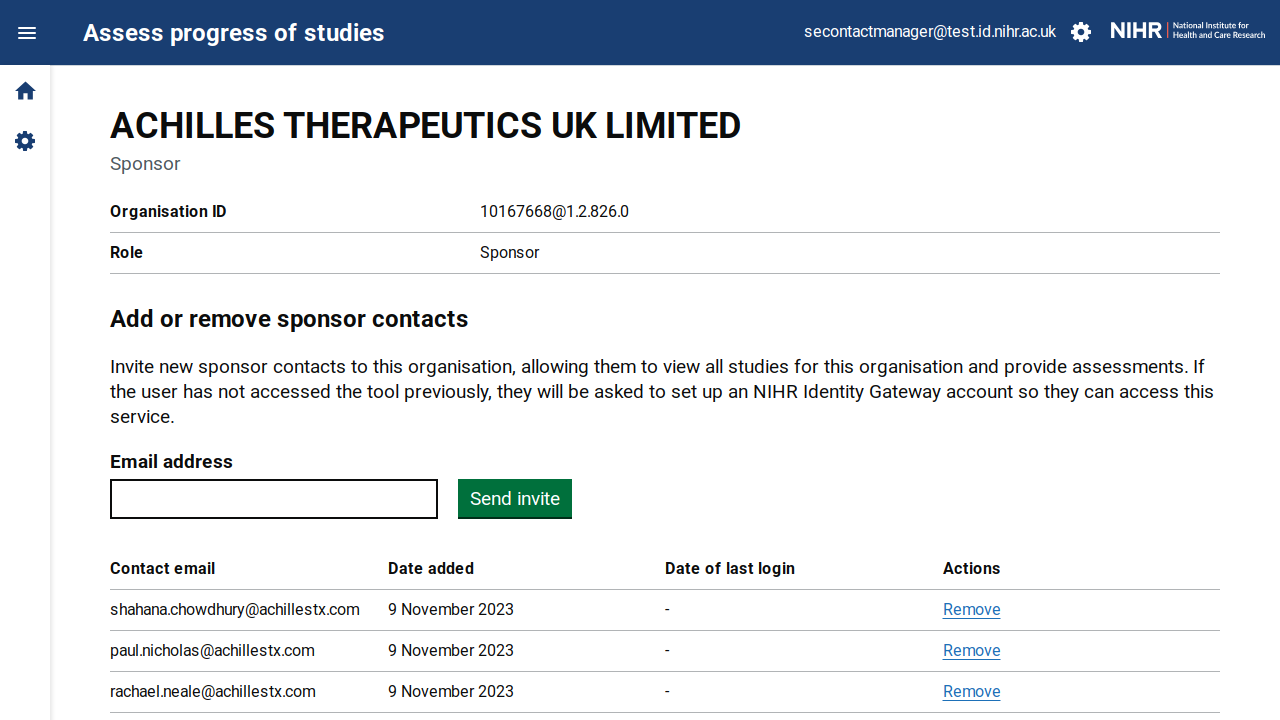 Assess progress of studies
secontactmanager@test.id.nihr.ac.uk
NIHR
National Institute for
Health and Care Research
ACHILLES THERAPEUTICS UK LIMITED
Sponsor
Organisation ID 10167668@1.2.826.0
Role Sponsor
Add or remove sponsor contacts
Invite new sponsor contacts to this organisation, allowing them to view all studies for this organisation and provide assessments. If
the user has not accessed the tool previously, they will be asked to set up an NIHR Identity Gateway account so they can access this
service.
Email address
Send invite
Contact email Date added Date of last login Actions
shahana.chowdhury@achillestx.com 9 November 2023 - Remove
paul.nicholas@achillestx.com 9 November 2023 - Remove
rachael.neale@achillestx.com 9 November 2023 - Remove